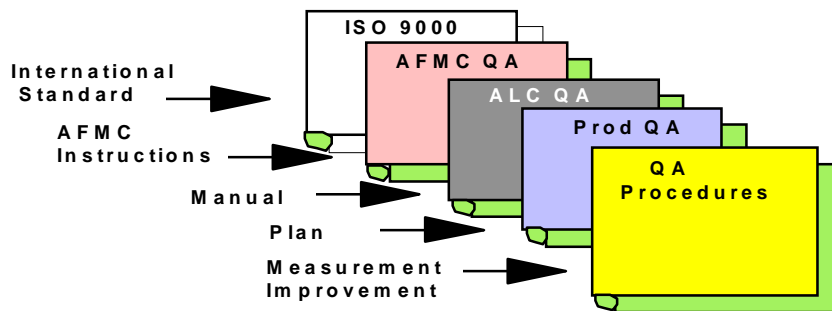 ISO 9000
AFMC QA
International
Standard
ALC QA
AFMC
Instructions
Prod QA
QA
Procedures
Manual
Plan
Measurement
Improvement